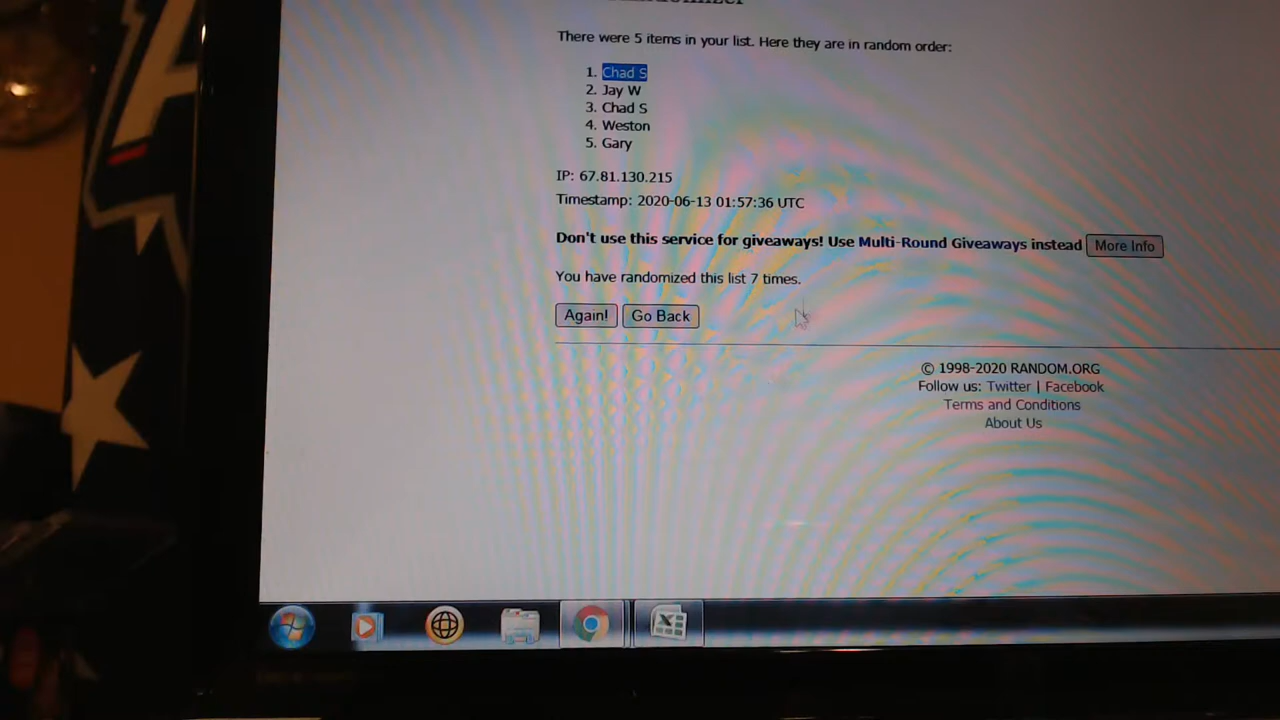 There were 5 items in your list. Here they are in random order:
1. Chad S
2. Jay W
3. Chad S
4. Weston
5. Gary
IP: 67.81.130.215
Timestamp: 2020-06-13 01:57:36 UTC
Don't use this service for giveaways! Use Multi-Round Giveaways instead More Info
You have randomized this list 7 times.
Again! Go Back
© 1998-2020 RANDOM.ORG
Follow us: Twitter | Facebook
Terms and Conditions
About Us